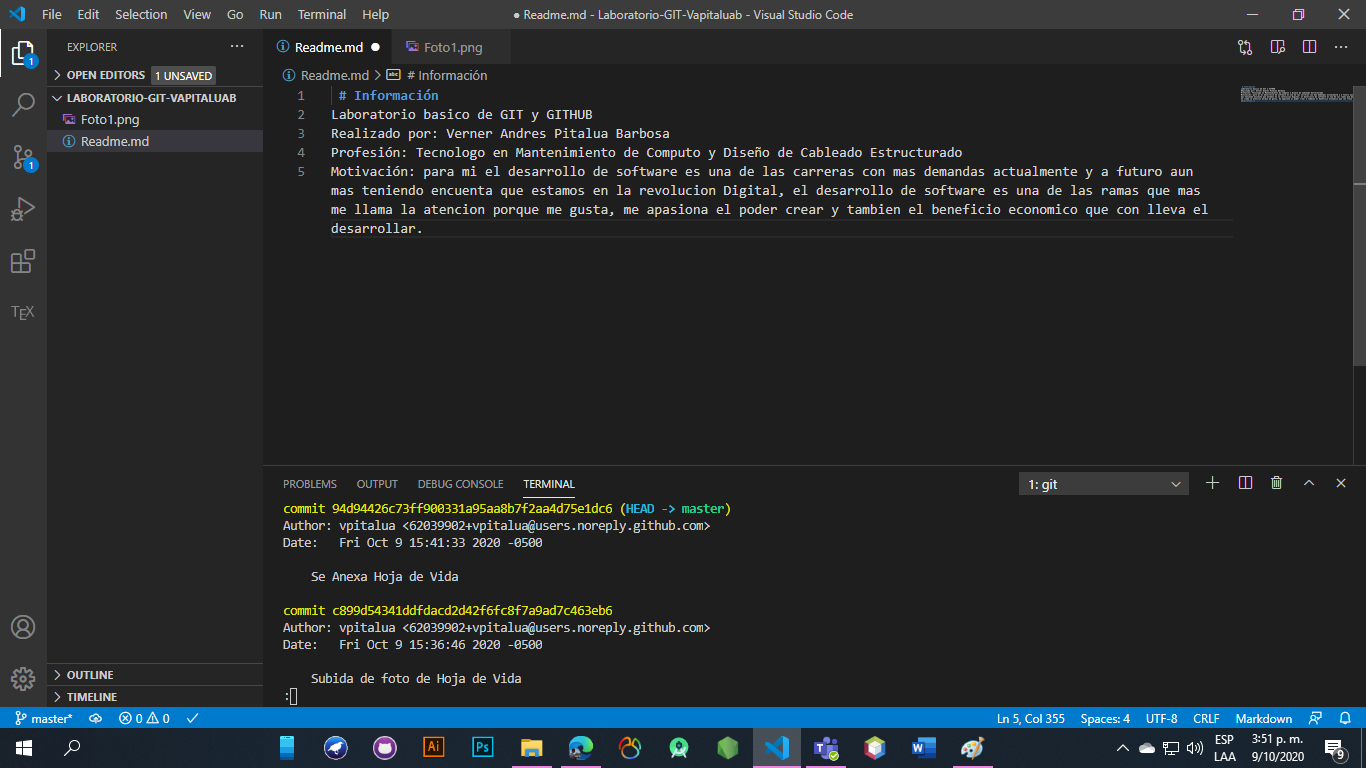 File Edit Selection View Go Run Terminal Help
● Readme.md - Laboratorio-GIT-Vapitaluab - Visual Studio Code
EXPLORER
OPEN EDITORS 1 UNSAVED
LABORATORIO-GIT-VAPITALUAB
Foto1.png
Readme.md
Readme.md ●
Foto1.png
Readme.md > # Información
1 # Información
2 Laboratorio basico de GIT y GITHUB
3 Realizado por: Verner Andres Pitalua Barbosa
4 Profesión: Tecnologo en Mantenimiento de Computo y Diseño de Cableado Estructurado
5 Motivación: para mi el desarrollo de software es una de las carreras con mas demandas actualmente y a futuro aun
mas teniendo encuenta que estamos en la revolucion Digital, el desarrollo de software es una de las ramas que mas
me llama la atencion porque me gusta, me apasiona el poder crear y tambien el beneficio economico que con lleva el
desarrollar.
PROBLEMS OUTPUT DEBUG CONSOLE TERMINAL
1: git
commit 94d94426c73ff900331a95aa8b7f2aa4d75e1dc6 (HEAD -> master)
Author: vpitalua <62039902+vpitalua@users.noreply.github.com>
Date: Fri Oct 9 15:41:33 2020 -0500
Se Anexa Hoja de Vida
commit c899d54341ddfdacd2d42f6fc8f7a9ad7c463eb6
Author: vpitalua <62039902+vpitalua@users.noreply.github.com>
Date: Fri Oct 9 15:36:46 2020 -0500
Subida de foto de Hoja de Vida
:
1
1
TEX
OUTLINE
TIMELINE
master* 0 0
Ln 5, Col 355 Spaces: 4 UTF-8 CRLF Markdown
Ai
Ps
ESP
LAA
3:51 p. m.
9/10/2020
9